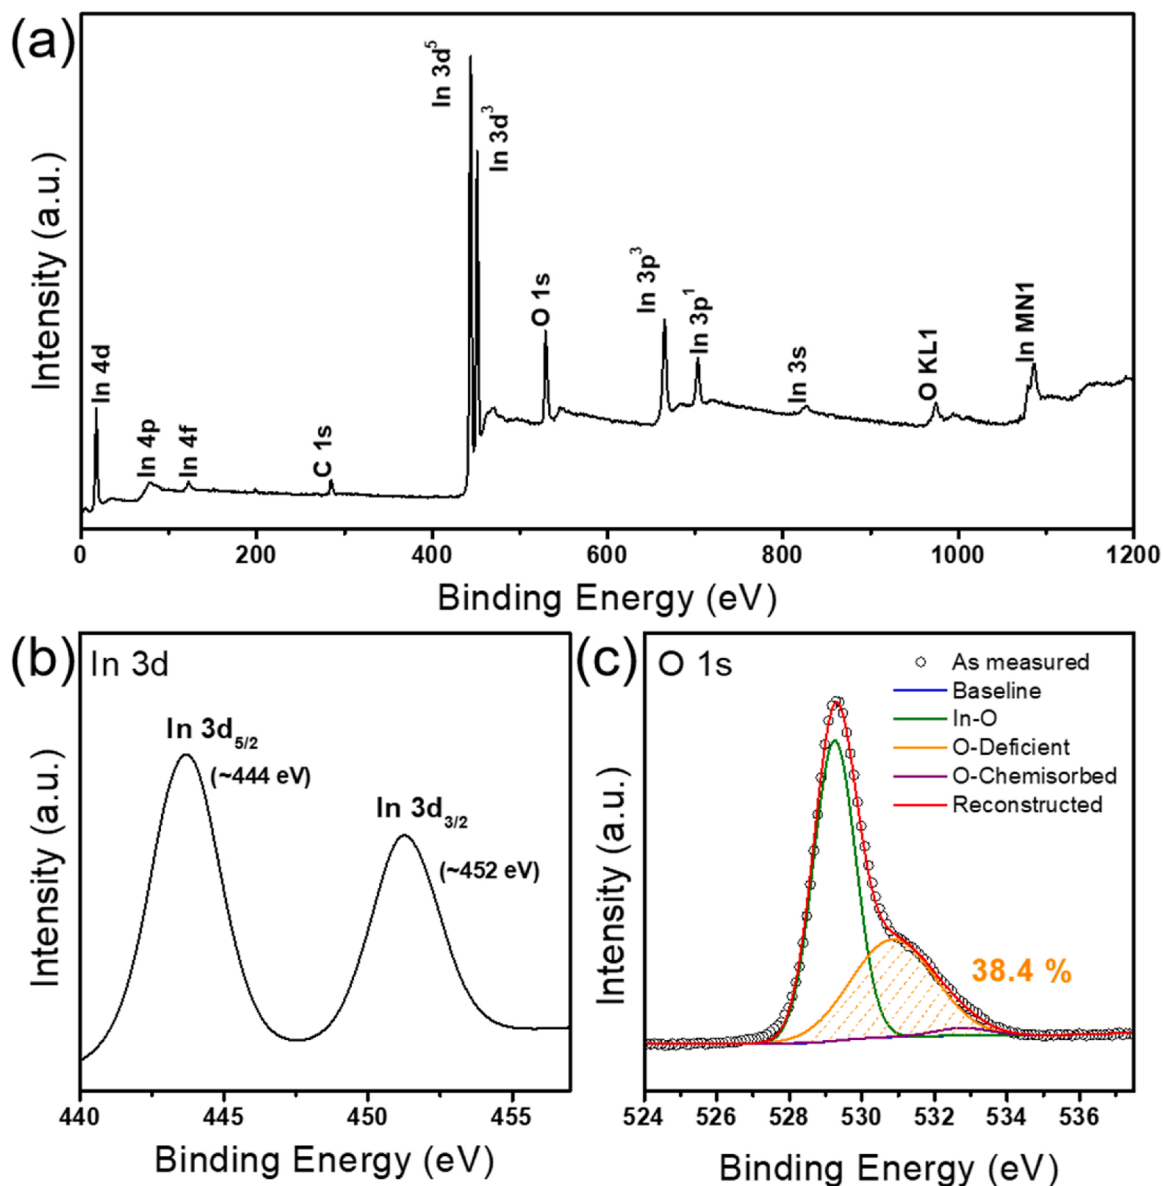 (a)
Intensity (a.u.)
In 4d
In 4p
In 4f
C 1s
In 3d⁵
In 3d³
O 1s
In 3p³
In 3p¹
In 3s
O KL1
In MN1
0 200 400 600 800 1000 1200
Binding Energy (eV)
(b)
In 3d
In 3d5/2
(~444 eV)
In 3d3/2
(~452 eV)
Intensity (a.u.)
440 445 450 455
Binding Energy (eV)
(c)
O 1s
As measured
Baseline
In-O
O-Deficient
O-Chemisorbed
Reconstructed
38.4 %
Intensity (a.u.)
524 526 528 530 532 534 536
Binding Energy (eV)